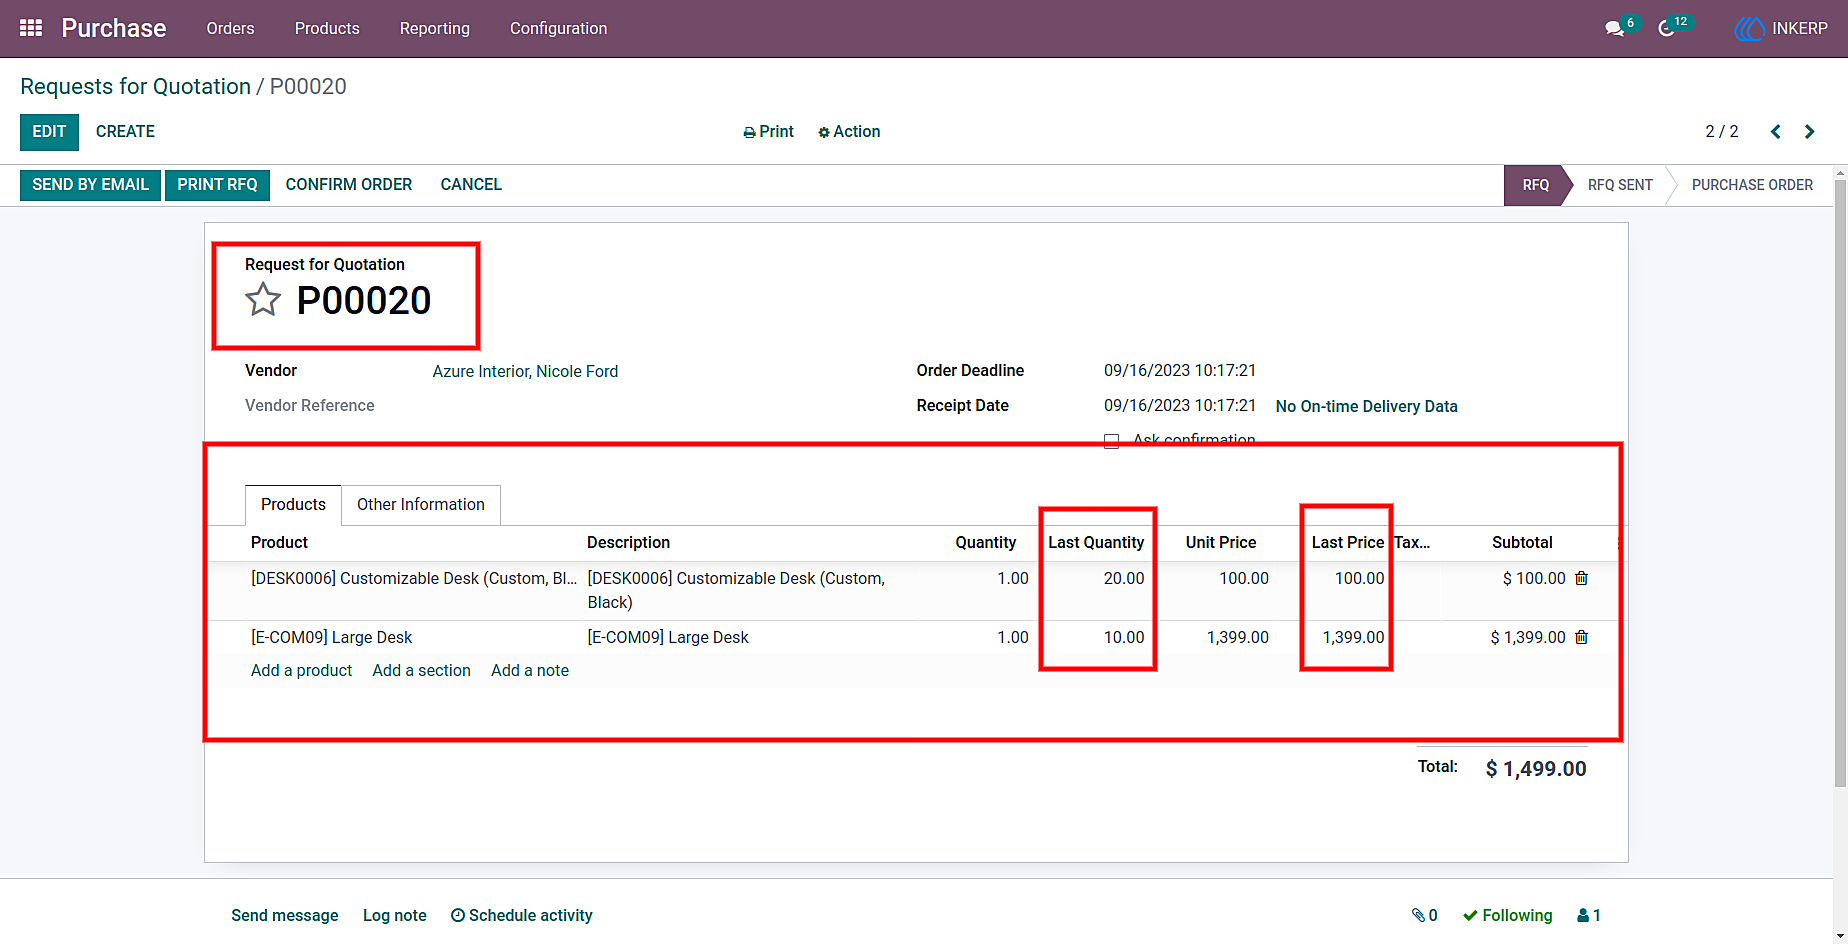 Purchase Orders Products Reporting Configuration 6 12 INKERP
Requests for Quotation / P00020
EDIT CREATE Print Action 2 / 2
SEND BY EMAIL PRINT RFQ CONFIRM ORDER CANCEL RFQ RFQ SENT PURCHASE ORDER
Request for Quotation
P00020
Vendor Azure Interior, Nicole Ford Order Deadline 09/16/2023 10:17:21
Vendor Reference Receipt Date 09/16/2023 10:17:21 No On-time Delivery Data
Ask confirmation
Products Other Information
Product Description Quantity Last Quantity Unit Price Last Price Tax... Subtotal
[DESK0006] Customizable Desk (Custom, Bl... [DESK0006] Customizable Desk (Custom, 1.00 20.00 100.00 100.00 $ 100.00
Black)
[E-COM09] Large Desk [E-COM09] Large Desk 1.00 10.00 1,399.00 1,399.00 $ 1,399.00
Add a product Add a section Add a note
Total: $ 1,499.00
Send message Log note Schedule activity 0 Following 1